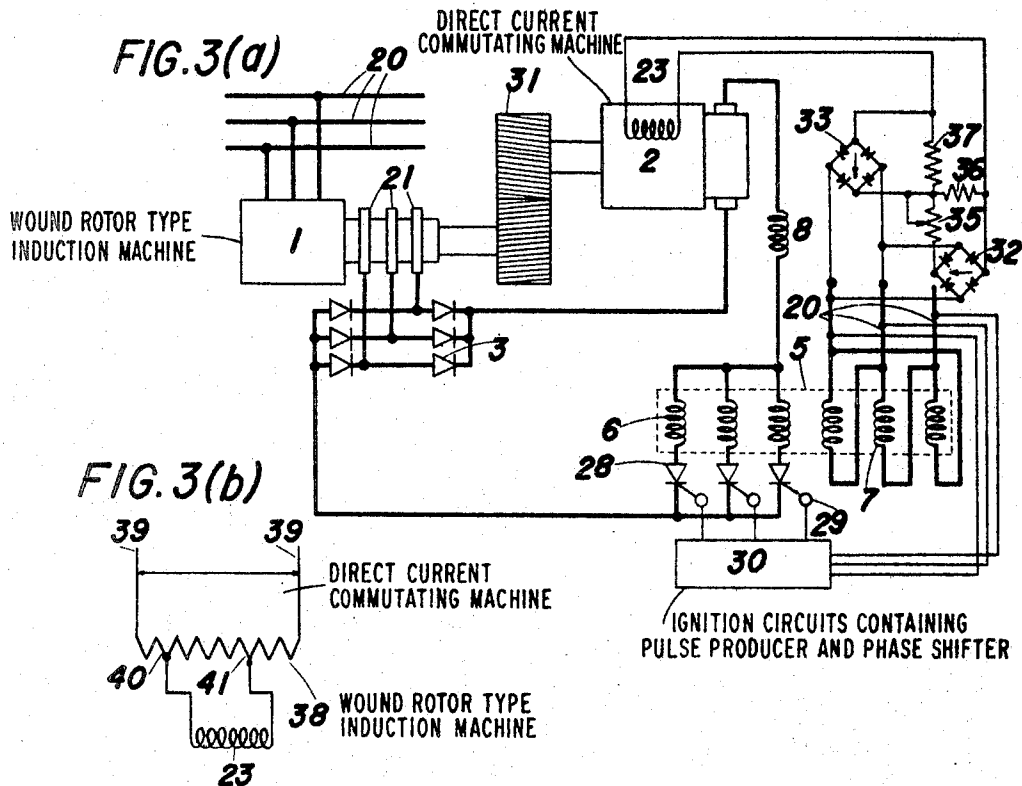 DIRECT CURRENT
COMMUTATING MACHINE
FIG. 3(a)
20
31
23
33
37
36
35
32
2
21
WOUND ROTOR TYPE
INDUCTION MACHINE
1
8
3
20
5
6
7
28
29
30
IGNITION CIRCUITS CONTAINING
PULSE PRODUCER AND PHASE SHIFTER
FIG. 3(b)
39
39
DIRECT CURRENT
COMMUTATING MACHINE
40
41
38
WOUND ROTOR TYPE
INDUCTION MACHINE
23